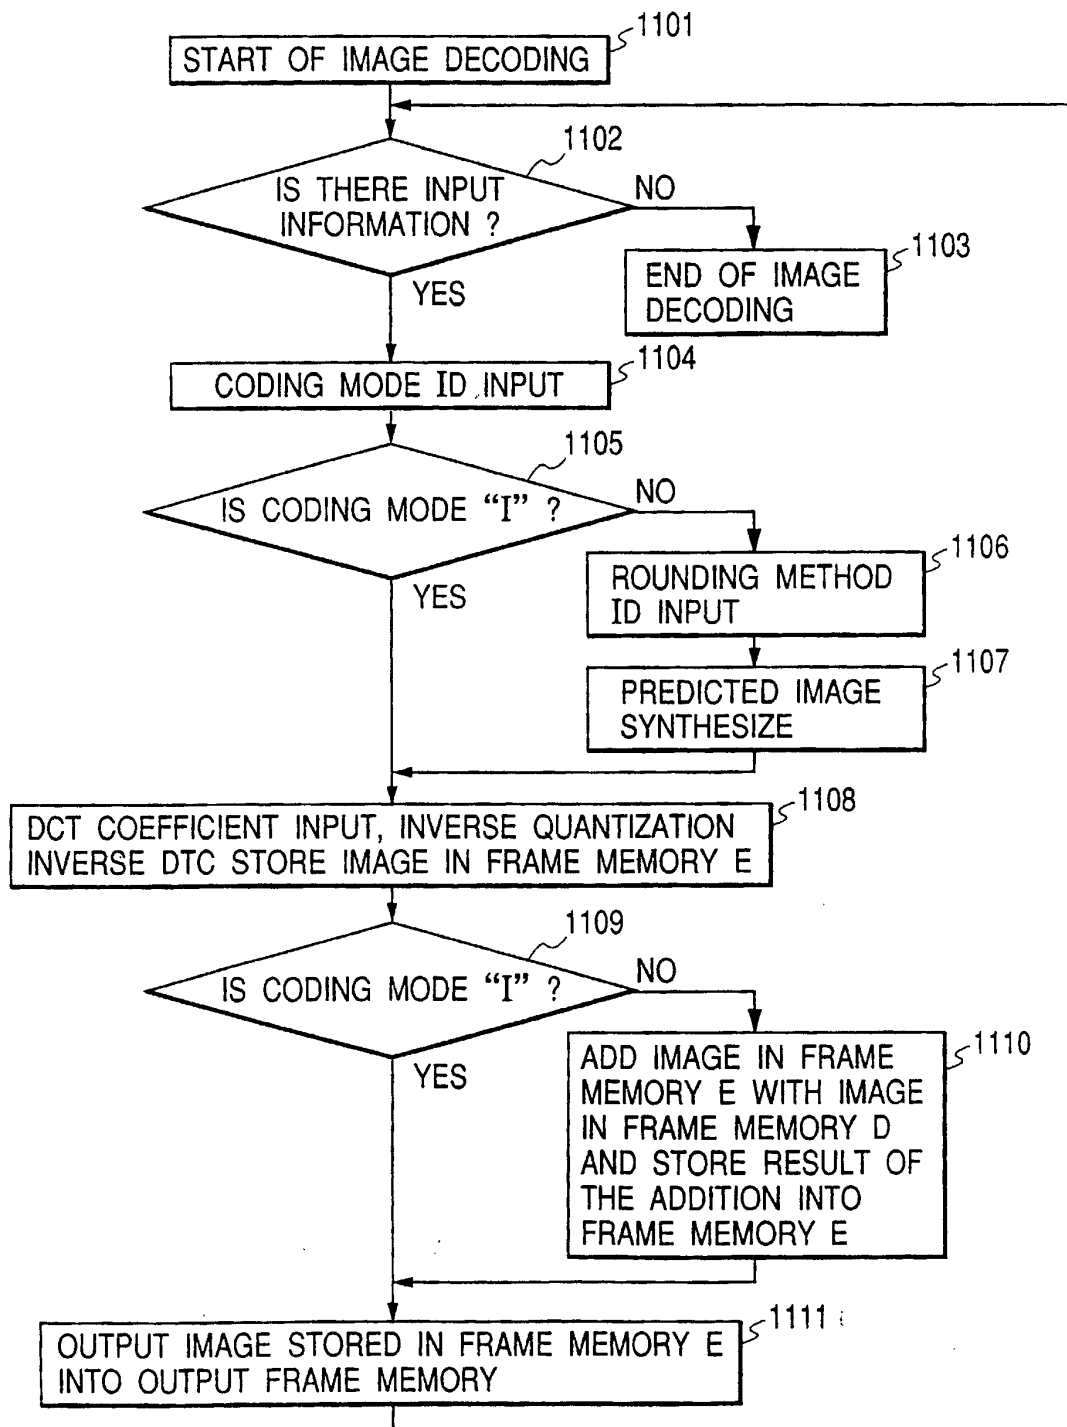 1101
START OF IMAGE DECODING
1102
IS THERE INPUT
INFORMATION ?
NO
YES
1103
END OF IMAGE
DECODING
1104
CODING MODE ID INPUT
1105
IS CODING MODE “I” ?
NO
YES
1106
ROUNDING METHOD
ID INPUT
1107
PREDICTED IMAGE
SYNTHESIZE
1108
DCT COEFFICIENT INPUT, INVERSE QUANTIZATION
INVERSE DTC STORE IMAGE IN FRAME MEMORY E
1109
IS CODING MODE “I” ?
NO
YES
1110
ADD IMAGE IN FRAME
MEMORY E WITH IMAGE
IN FRAME MEMORY D
AND STORE RESULT OF
THE ADDITION INTO
FRAME MEMORY E
1111
OUTPUT IMAGE STORED IN FRAME MEMORY E
INTO OUTPUT FRAME MEMORY